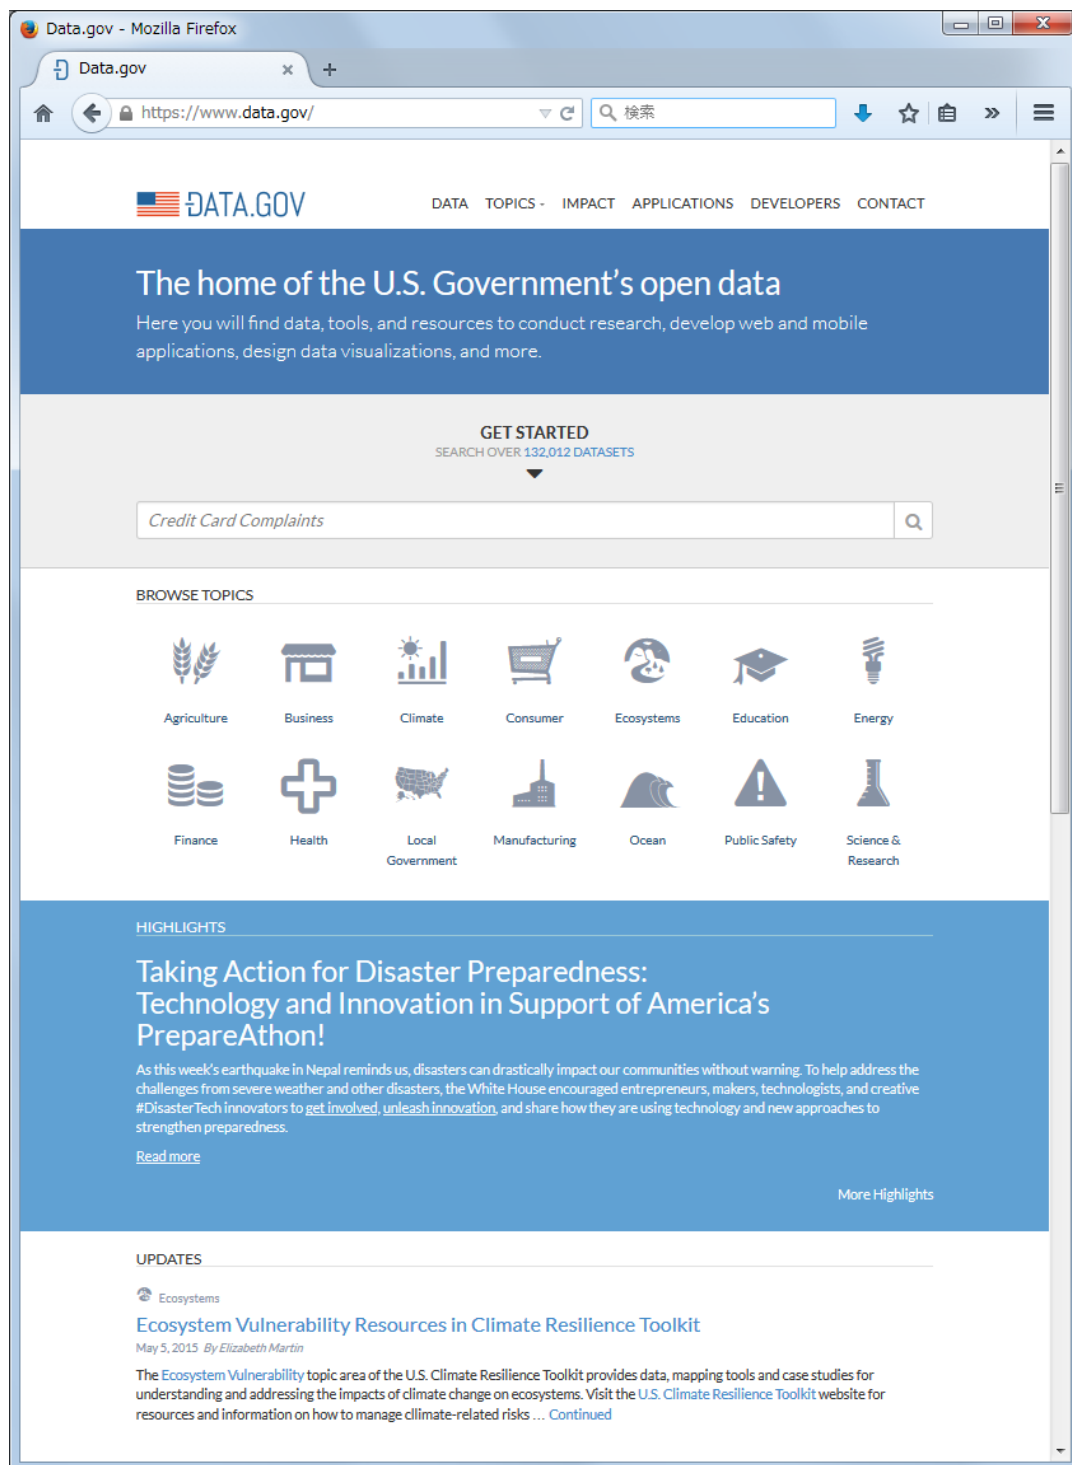 Data.gov - Mozilla Firefox
Data.gov
https://www.data.gov/
検索
DATA.GOV
DATA TOPICS IMPACT APPLICATIONS DEVELOPERS CONTACT
The home of the U.S. Government's open data
Here you will find data, tools, and resources to conduct research, develop web and mobile
applications, design data visualizations, and more.
GET STARTED
SEARCH OVER 132,012 DATASETS
Credit Card Complaints
BROWSE TOPICS
Agriculture Business Climate Consumer Ecosystems Education Energy
Finance Health Local Manufacturing Ocean Public Safety Science &
Government Research
HIGHLIGHTS
Taking Action for Disaster Preparedness:
Technology and Innovation in Support of America's
PrepareAthon!
As this week's earthquake in Nepal reminds us, disasters can drastically impact our communities without warning. To help address the
challenges from severe weather and other disasters, the White House encouraged entrepreneurs, makers, technologists, and creative
#DisasterTech innovators to get involved, unleash innovation, and share how they are using technology and new approaches to
strengthen preparedness.
Read more
More Highlights
UPDATES
Ecosystems
Ecosystem Vulnerability Resources in Climate Resilience Toolkit
May 5, 2015 By Elizabeth Martin
The Ecosystem Vulnerability topic area of the U.S. Climate Resilience Toolkit provides data, mapping tools and case studies for
understanding and addressing the impacts of climate change on ecosystems. Visit the U.S. Climate Resilience Toolkit website for
resources and information on how to manage cllimate-related risks … Continued